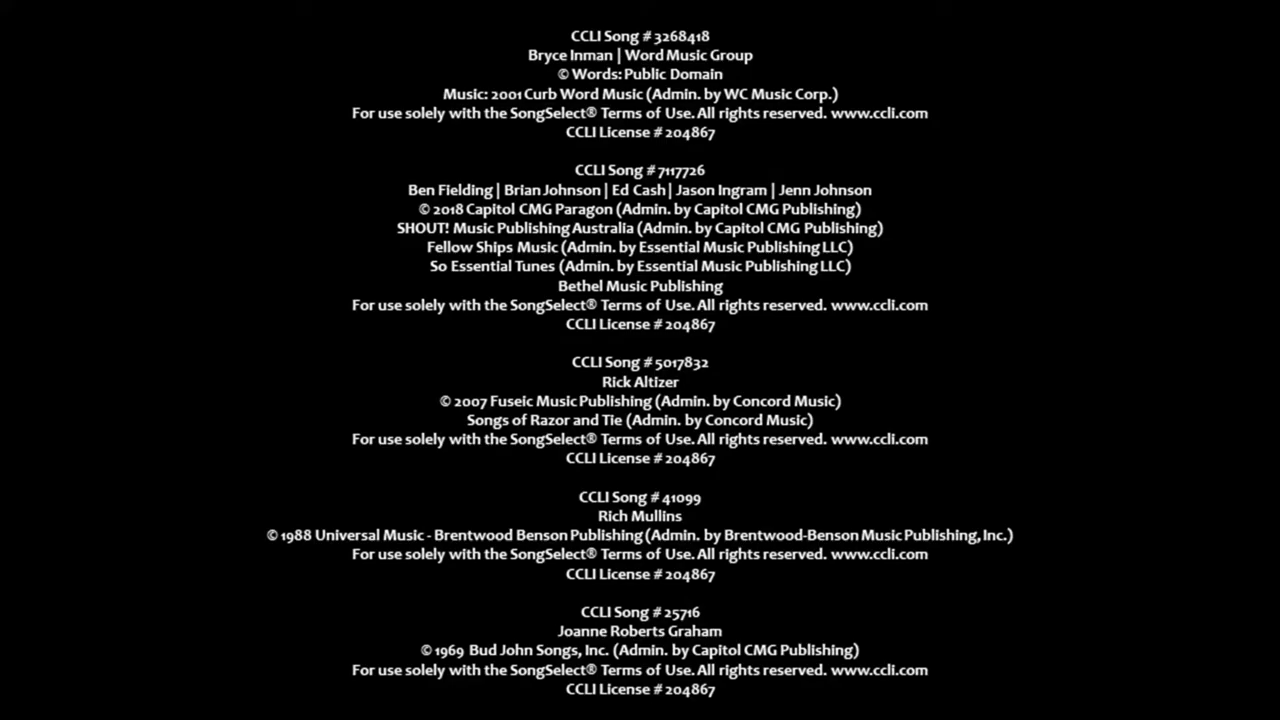 CCLI Song # 3268418
Bryce Inman | Word Music Group
© Words: Public Domain
Music: 2001 Curb Word Music (Admin. by WC Music Corp.)
For use solely with the SongSelect® Terms of Use. All rights reserved. www.ccli.com
CCLI License # 204867
CCLI Song # 7117726
Ben Fielding | Brian Johnson | Ed Cash | Jason Ingram | Jenn Johnson
© 2018 Capitol CMG Paragon (Admin. by Capitol CMG Publishing)
SHOUT! Music Publishing Australia (Admin. by Capitol CMG Publishing)
Fellow Ships Music (Admin. by Essential Music Publishing LLC)
So Essential Tunes (Admin. by Essential Music Publishing LLC)
Bethel Music Publishing
For use solely with the SongSelect® Terms of Use. All rights reserved. www.ccli.com
CCLI License # 204867
CCLI Song # 5017832
Rick Altizer
© 2007 Fuseic Music Publishing (Admin. by Concord Music)
Songs of Razor and Tie (Admin. by Concord Music)
For use solely with the SongSelect® Terms of Use. All rights reserved. www.ccli.com
CCLI License # 204867
CCLI Song # 41099
Rich Mullins
© 1988 Universal Music - Brentwood Benson Publishing (Admin. by Brentwood-Benson Music Publishing, Inc.)
For use solely with the SongSelect® Terms of Use. All rights reserved. www.ccli.com
CCLI License # 204867
CCLI Song # 25716
Joanne Roberts Graham
© 1969 Bud John Songs, Inc. (Admin. by Capitol CMG Publishing)
For use solely with the SongSelect® Terms of Use. All rights reserved. www.ccli.com
CCLI License # 204867